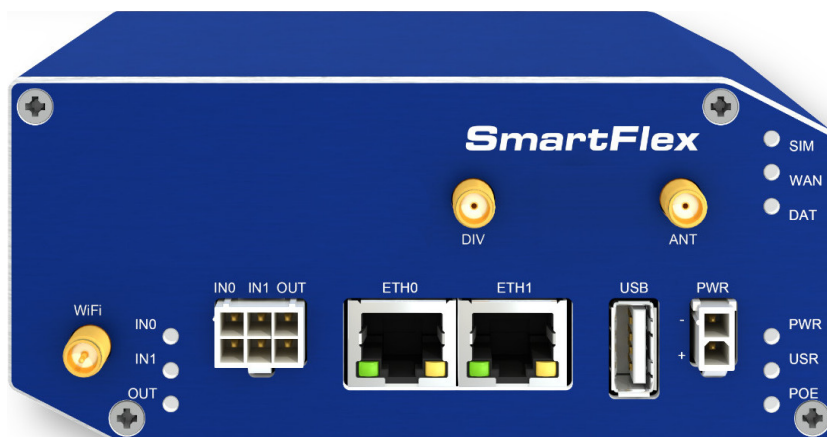 SmartFlex
SIM
WAN
DAT
DIV
ANT
WiFi
IN0 IN1 OUT
ETH0
ETH1
USB
PWR
-
+
IN0
IN1
OUT
PWR
USR
POE